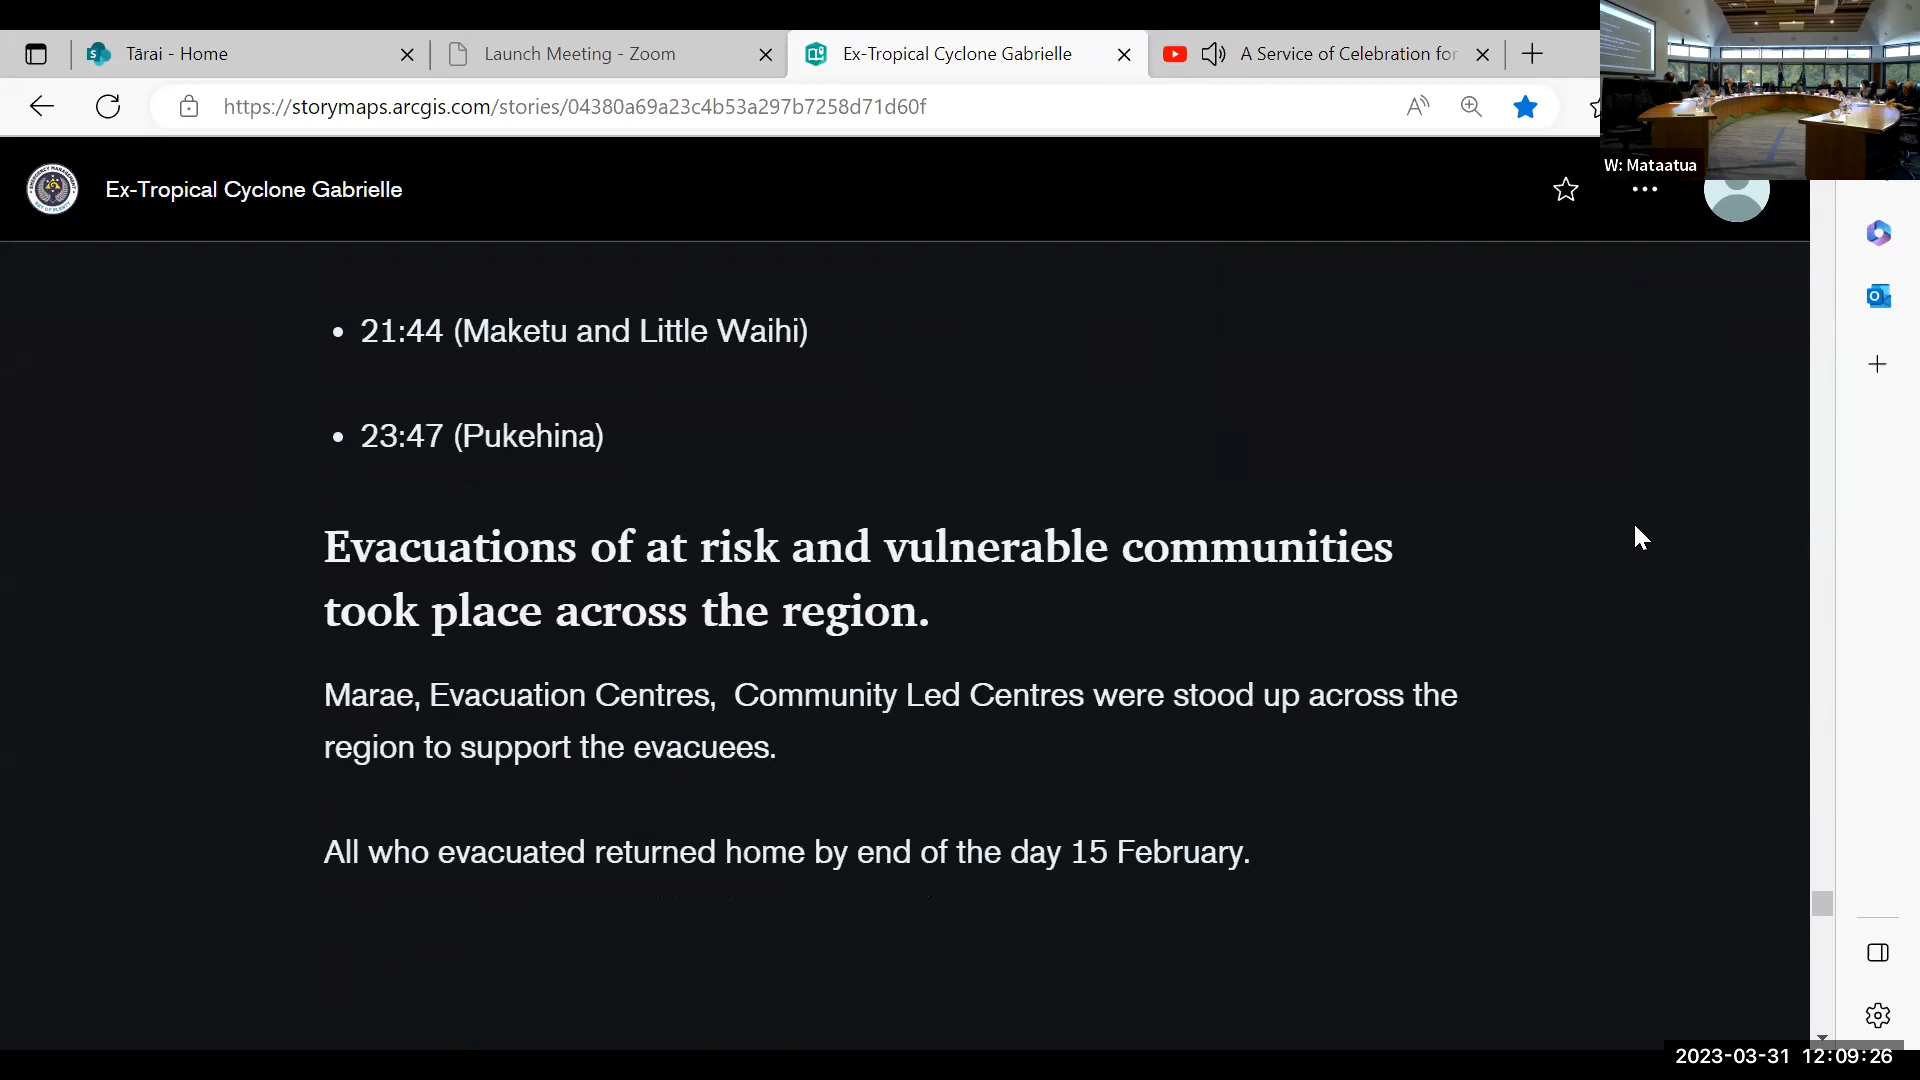 Tārai - Home
Launch Meeting - Zoom
Ex-Tropical Cyclone Gabrielle
A Service of Celebration for
https://storymaps.arcgis.com/stories/04380a69a23c4b53a297b7258d71d60f
W: Mataatua
Ex-Tropical Cyclone Gabrielle
• 21:44 (Maketu and Little Waihi)
• 23:47 (Pukehina)
Evacuations of at risk and vulnerable communities
took place across the region.
Marae, Evacuation Centres,  Community Led Centres were stood up across the
region to support the evacuees.
All who evacuated returned home by end of the day 15 February.
2023-03-31 12:09:26